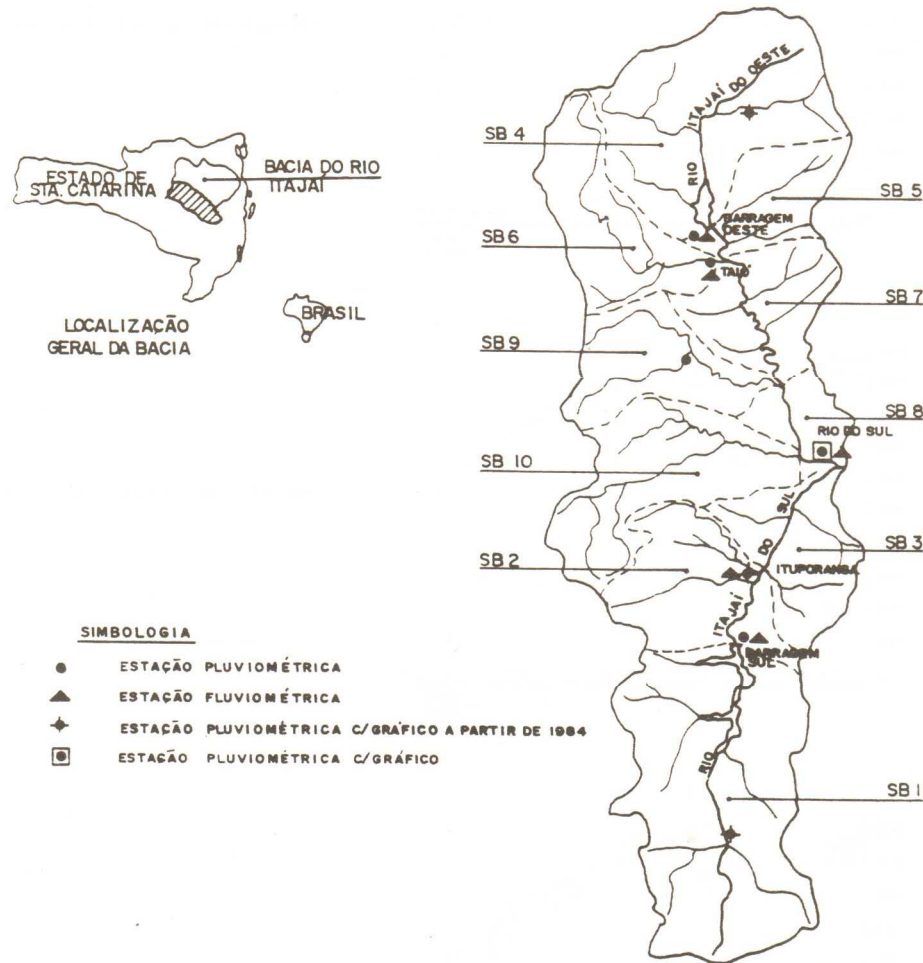 ESTADO DE
STA. CATARINA
BACIA DO RIO
ITAJAÍ
LOCALIZAÇÃO
GERAL DA BACIA
BRASIL
SIMBOLOGIA
ESTAÇÃO PLUVIOMÉTRICA
ESTAÇÃO FLUVIOMÉTRICA
ESTAÇÃO PLUVIOMÉTRICA C/GRÁFICO A PARTIR DE 1984
ESTAÇÃO PLUVIOMÉTRICA C/GRÁFICO
RIO ITAJAÍ DO OESTE
SB 4
SB 5
BARRAGEM
OESTE
SB 6
TAIÓ
SB 7
SB 9
SB 8
RIO DO SUL
SB 10
SB 3
ITUPORANGA
SB 2
RIO ITAJAÍ DO SUL
BARRAGEM
SUL
SB 1